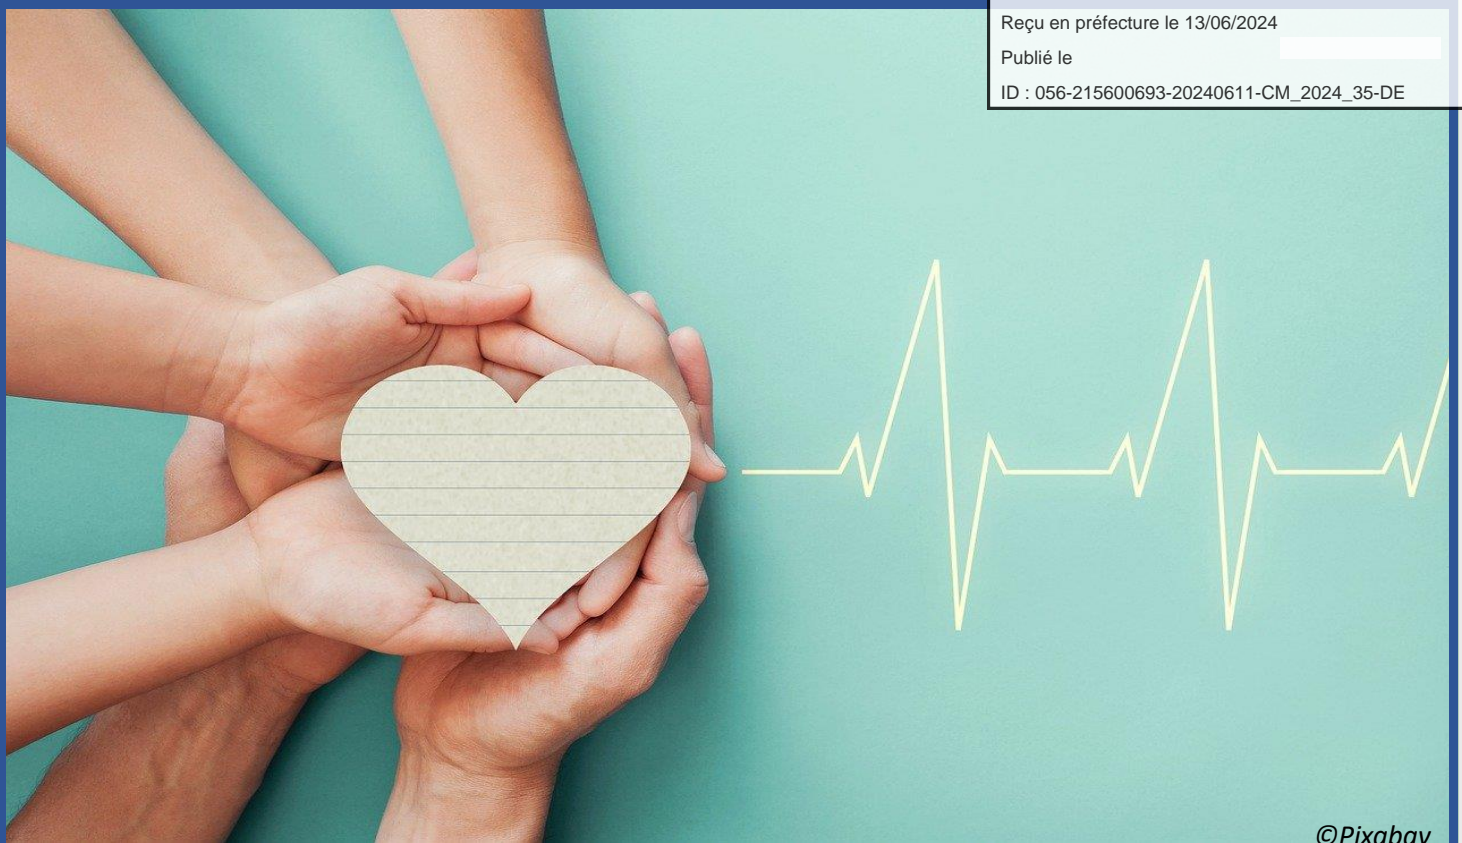 Reçu en préfecture le 13/06/2024
Publié le
ID : 056-215600693-20240611-CM_2024_35-DE
©Pixabay